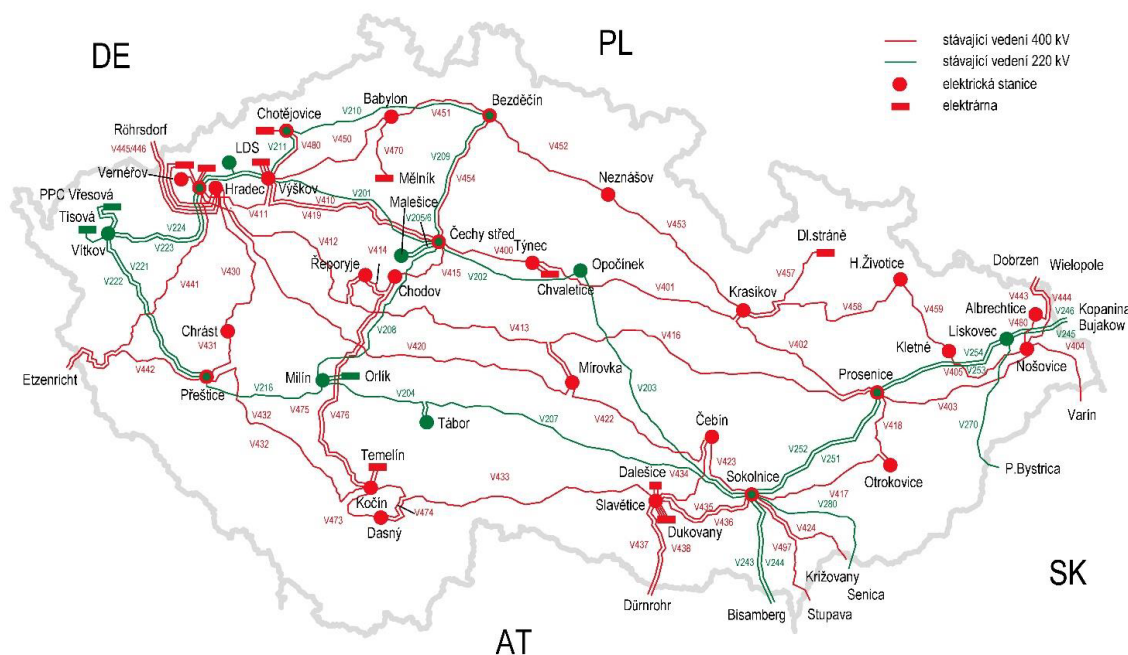 DE
PL
stávající vedení 400 kV
stávající vedení 220 kV
elektrická stanice
elektrárna
Babylon
Bezděčín
Chotějovice
V210
V451
V211
V480
V450
LDS
Röhrsdorf
V445/446
V470
V209
V454
V452
Vernéřov
Hradec
Výškov
Mělník
Neznášov
PPC Vřesová
Tisová
V201
V410
V419
V411
Malešice
V205/6
V453
Vítkov
V224
V223
V412
V414
Čechy střed
V400
Týnec
Dl.stráně
V221
V222
V441
V430
Řeporyje
V415
Chodov
V202
Chvaletice
Opočínek
V401
V457
H.Životice
Dobrzen
Wielopole
Krasíkov
V458
V459
V443
V444
Albrechtice
V246
Kopanina
V245
Bujakow
V208
V413
V416
Chrást
V431
Lískovec
V460
V404
V402
Kletné
V254
V405
V253
Nošovice
V442
Etzenricht
V420
Milín
Orlík
Mírovka
Přeštice
V216
V204
V203
Prosenice
V403
Varín
V475
V476
Tábor
V207
V422
V418
V270
V432
V432
Čebín
V252
V251
Temelín
V423
Sokolnice
P.Bystrica
V433
Dalešice
V434
Otrokovice
Kočín
V474
V473
Slavětice
V435
V436
V417
V280
Dasný
Dukovany
V424
V437
V438
V497
V243
V244
Křižovany
Senica
SK
Dürnrohr
Bisamberg
Stupava
AT